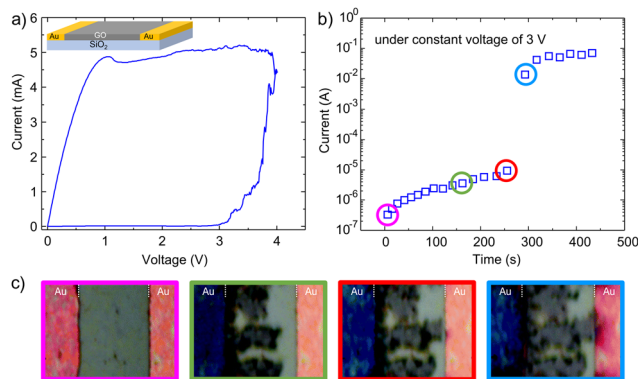 a)
Au
GO
Au
SiO2
Current (mA)
6
5
4
3
2
1
0
0 1 2 3 4 5
Voltage (V)
b)
under constant voltage of 3 V
Current (A)
10^0
10^-1
10^-2
10^-3
10^-4
10^-5
10^-6
10^-7
0 100 200 300 400 500
Time (s)
c)
Au Au
Au Au
Au Au
Au Au